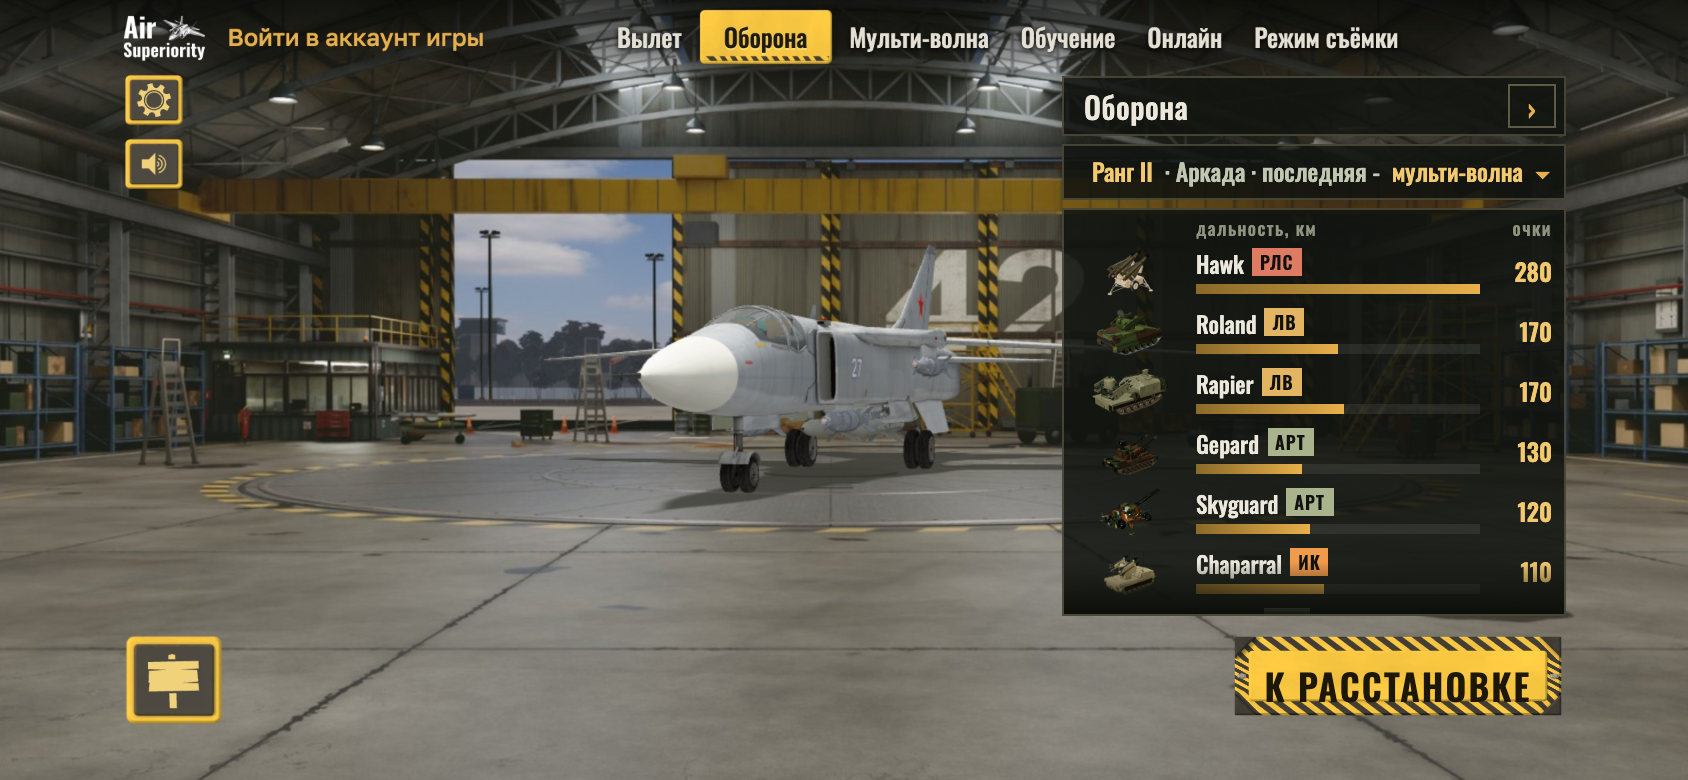 Air
Superiority
Войти в аккаунт игры
Вылет
Оборона
Мульти-волна
Обучение
Онлайн
Режим съёмки
Оборона
Ранг II · Аркада · последняя - мульти-волна
дальность, км
очки
Hawk РЛС 280
Roland ЛВ 170
Rapier ЛВ 170
Gepard АРТ 130
Skyguard АРТ 120
Chaparral ИК 110
42
27
К РАССТАНОВКЕ